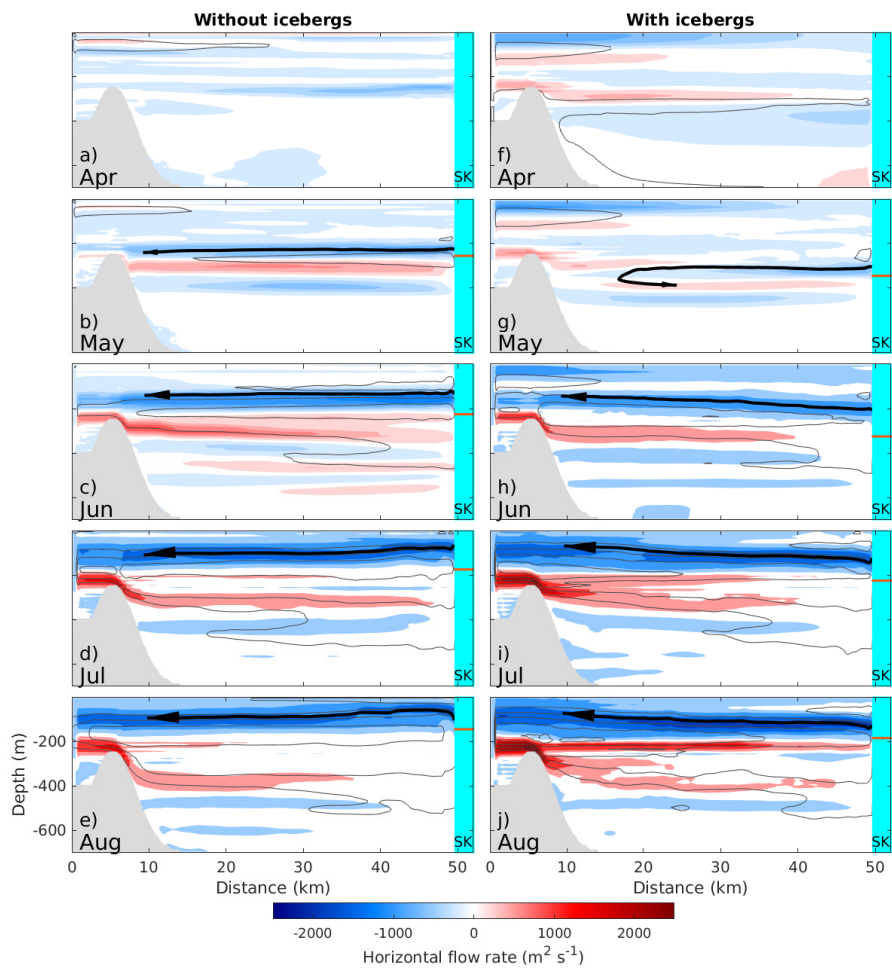 Without icebergs
With icebergs
a)
Apr
SK
f)
Apr
SK
b)
May
SK
g)
May
SK
c)
Jun
SK
h)
Jun
SK
d)
Jul
SK
i)
Jul
SK
Depth (m)
-200
-400
-600
e)
Aug
SK
j)
Aug
SK
0 10 20 30 40 50
0 10 20 30 40 50
Distance (km)
Distance (km)
-2000 -1000 0 1000 2000
Horizontal flow rate (m² s⁻¹)